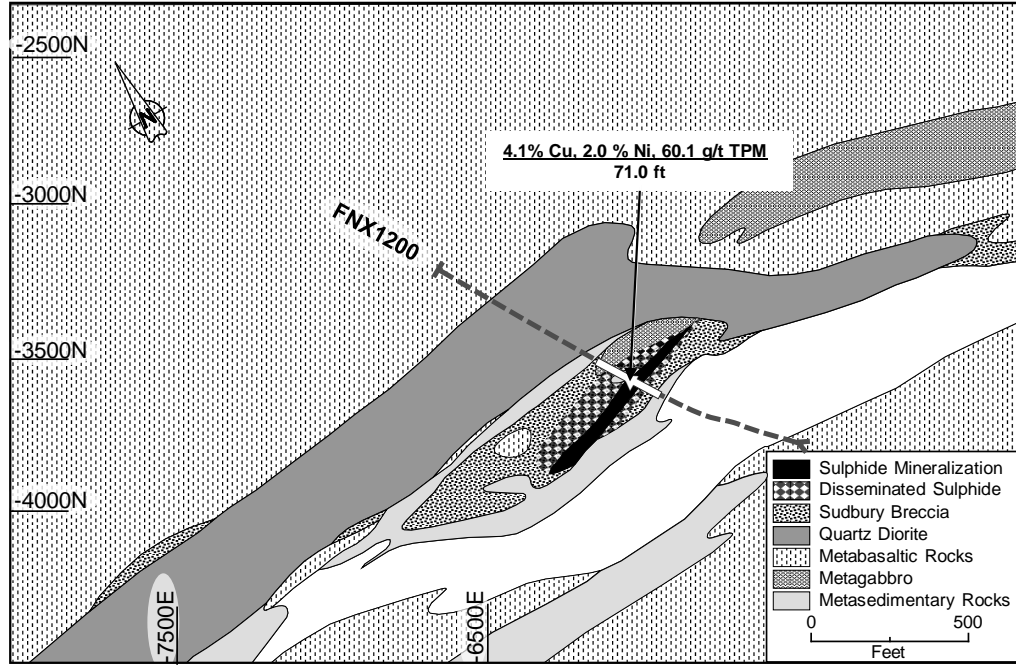 -2500N
N
4.1% Cu, 2.0 % Ni, 60.1 g/t TPM
71.0 ft
-3000N
FNX1200
-3500N
-4000N
-7500E
-6500E
Sulphide Mineralization
Disseminated Sulphide
Sudbury Breccia
Quartz Diorite
Metabasaltic Rocks
Metagabbro
Metasedimentary Rocks
0 500
Feet